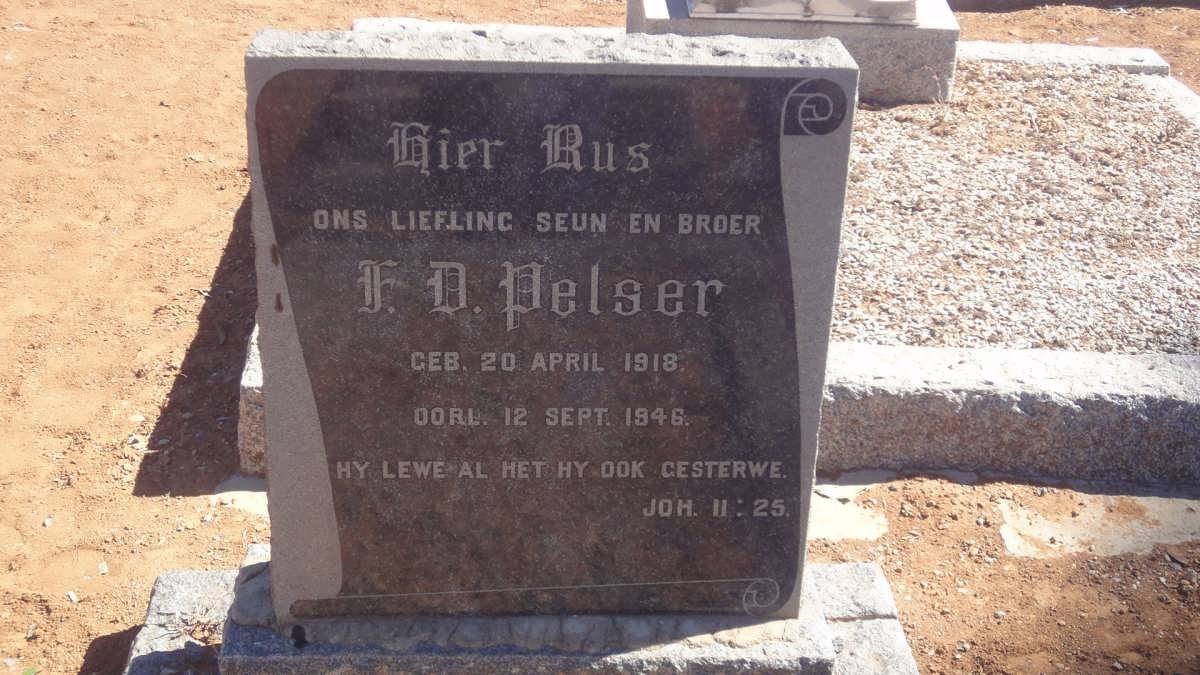 Hier Rus
ONS LIEFLING SEUN EN BROER
F. D. Pelser
GEB. 20 APRIL 1918.
OORL. 12 SEPT. 1946.
HY LEWE AL HET HY OOK GESTERWE.
JOH. 11:25.